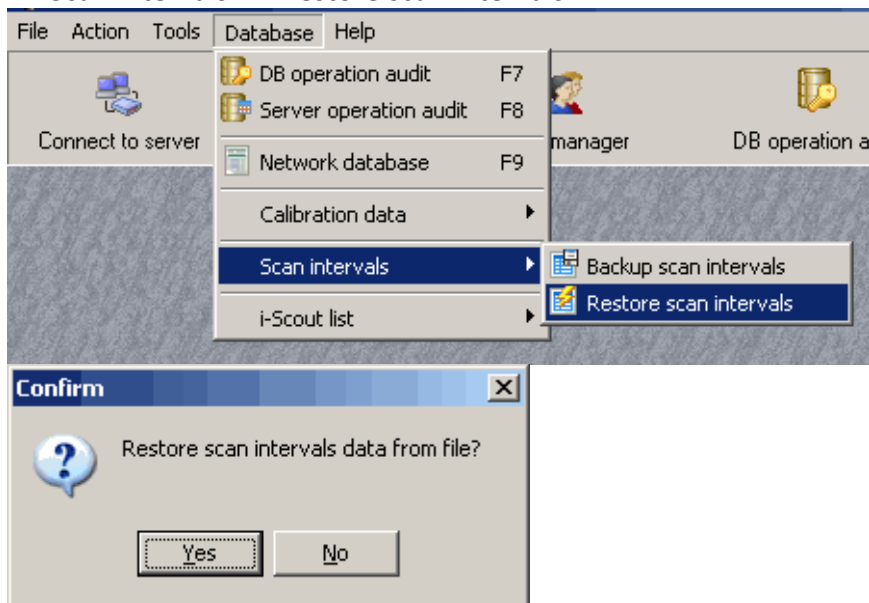 File Action Tools Database Help
Connect to server
DB operation audit F7
Server operation audit F8
Network database F9
Calibration data
Scan intervals
i-Scout list
manager
DB operation a
Backup scan intervals
Restore scan intervals
Confirm
Restore scan intervals data from file?
Yes No